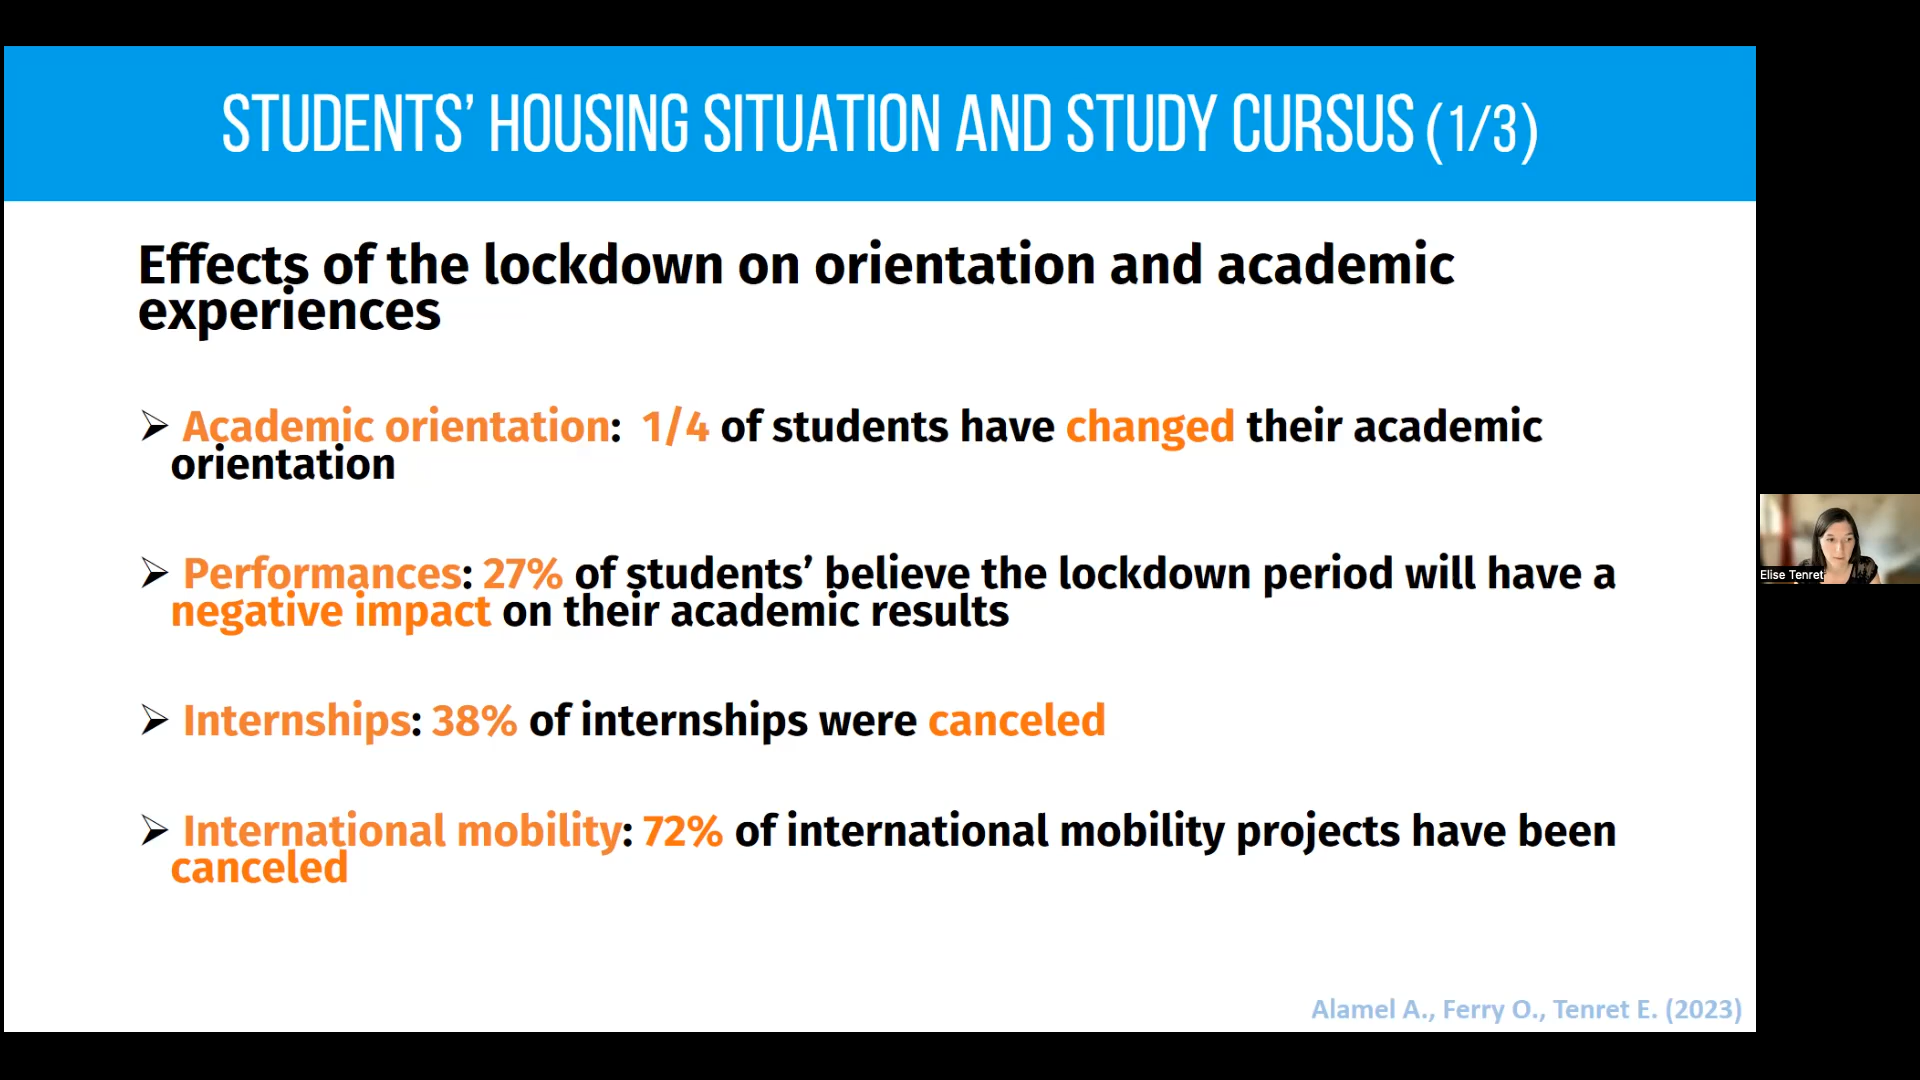 STUDENTS' HOUSING SITUATION AND STUDY CURSUS (1/3)
Effects of the lockdown on orientation and academic
experiences
➢ Academic orientation: 1/4 of students have changed their academic
orientation
➢ Performances: 27% of students' believe the lockdown period will have a
negative impact on their academic results
➢ Internships: 38% of internships were canceled
➢ International mobility: 72% of international mobility projects have been
canceled
Elise Tenret
Alamel A., Ferry O., Tenret E. (2023)